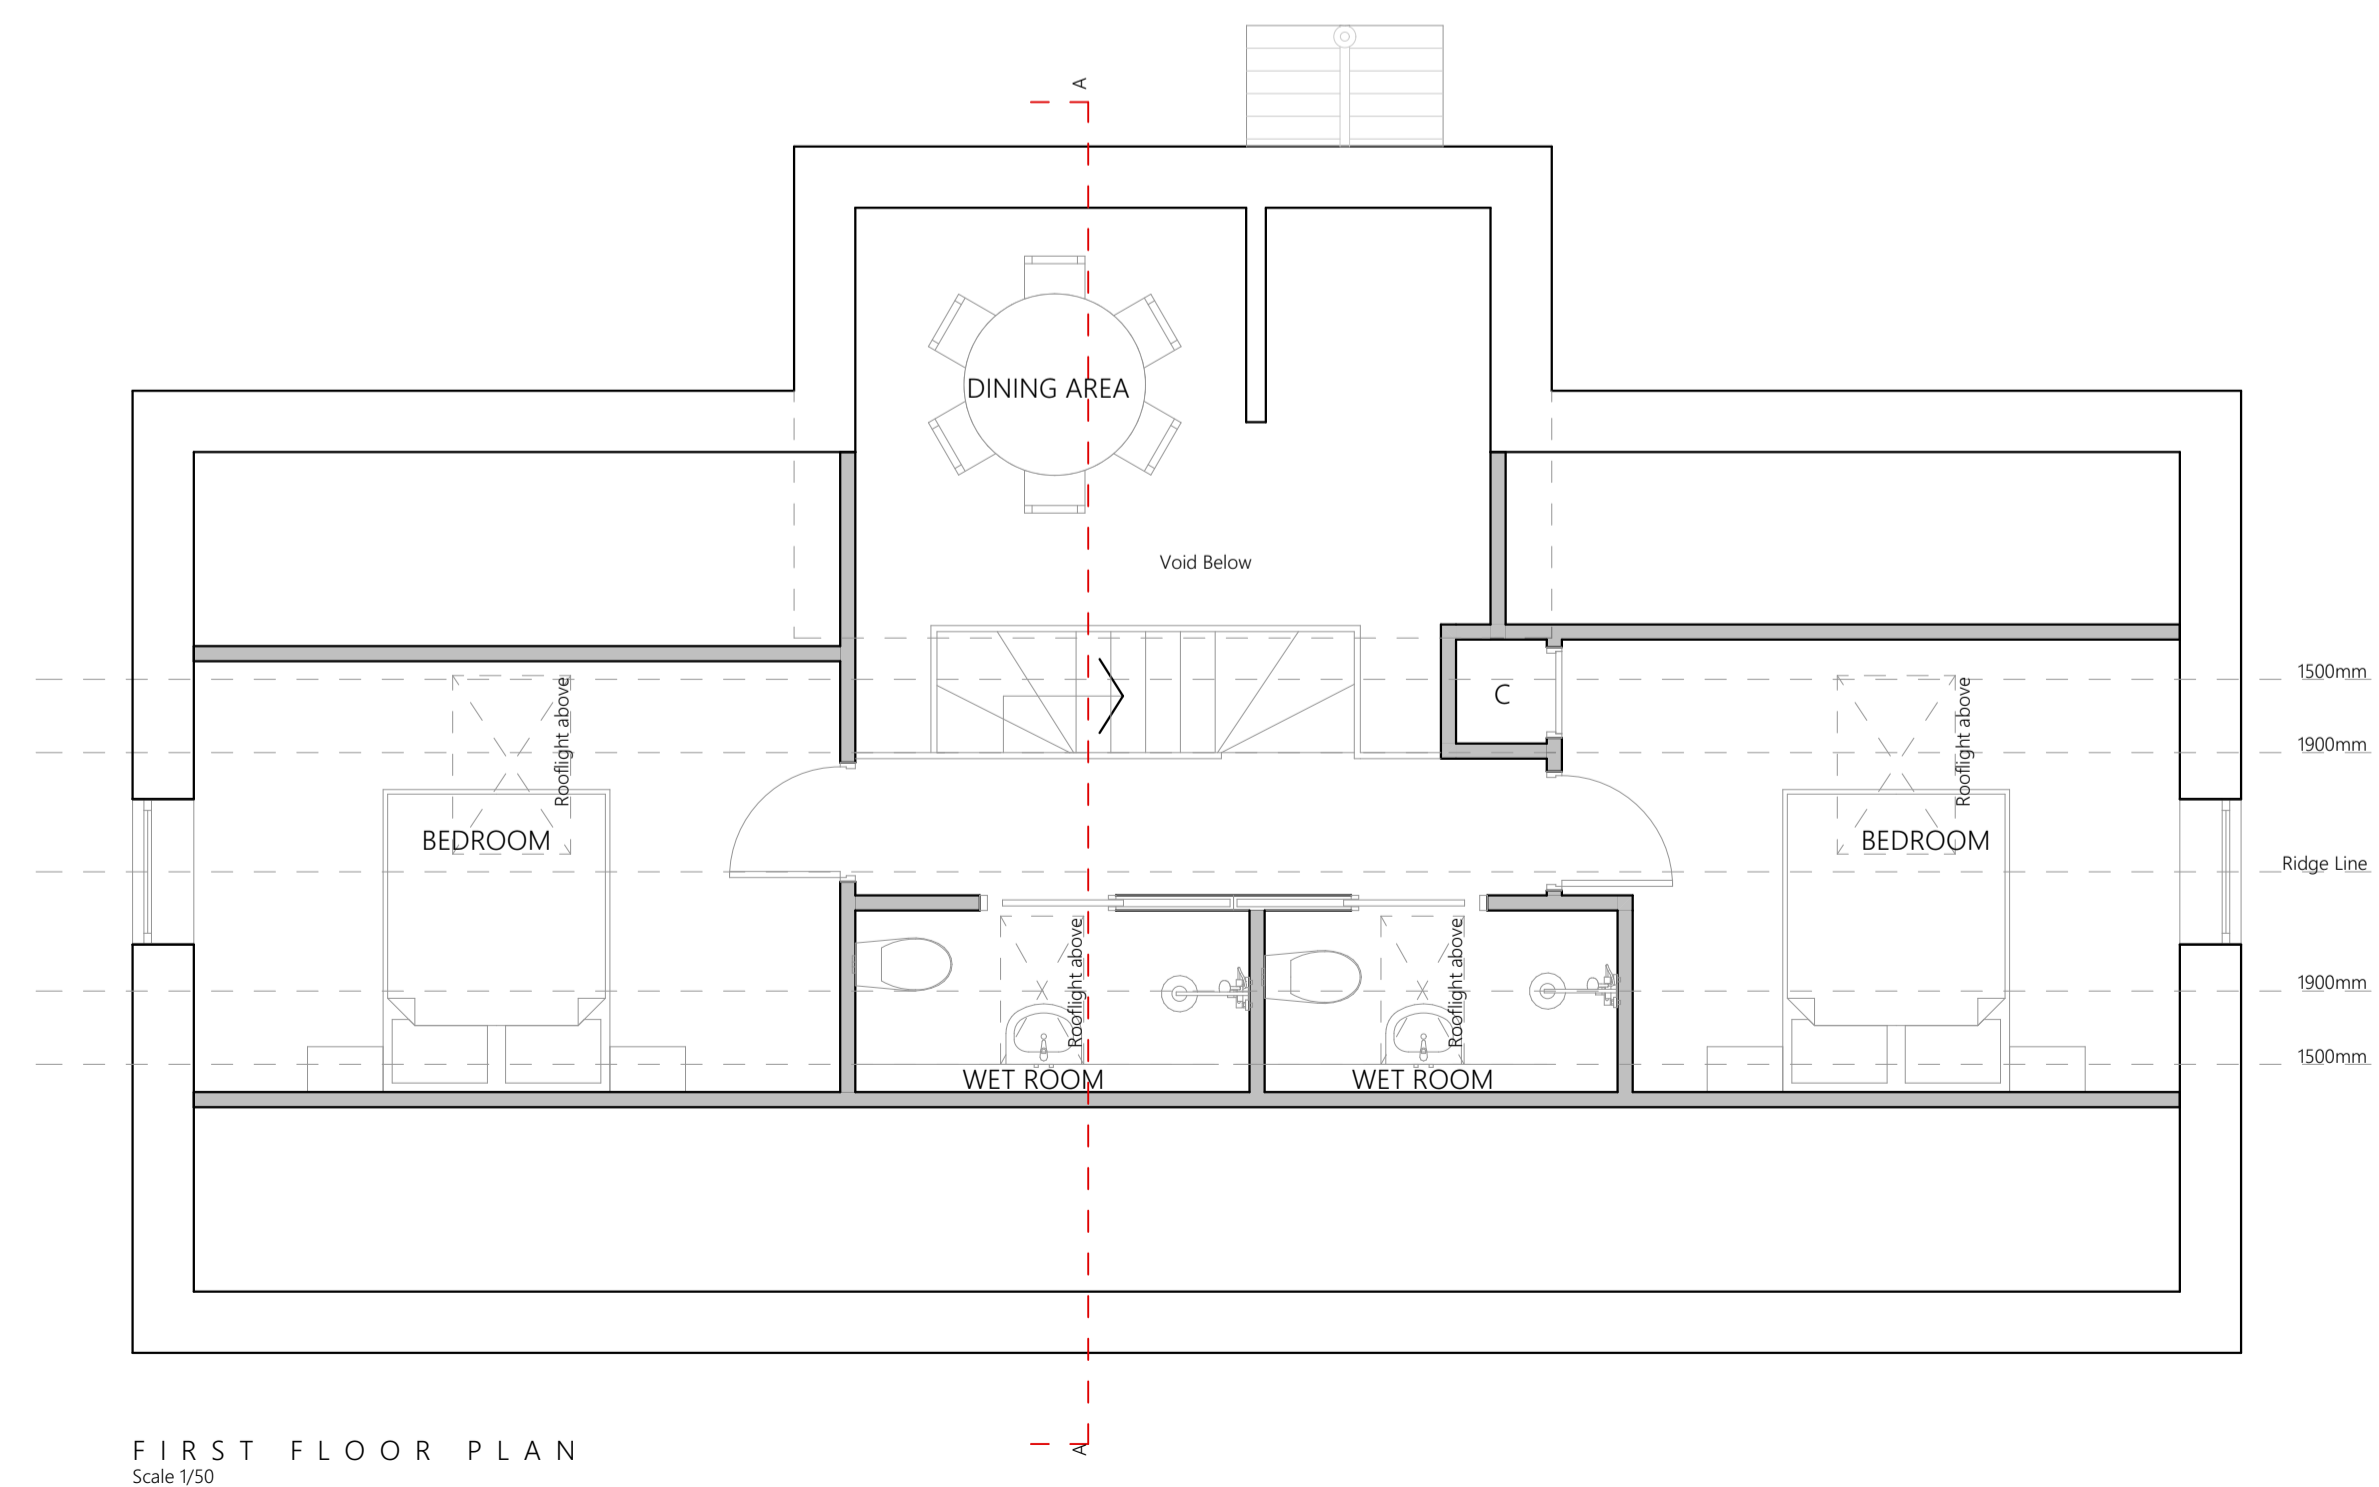 A
DINING AREA
Void Below
1500mm
Rooflight above
C
Rooflight above
1900mm
BEDROOM
BEDROOM
Ridge Line
Rooflight above
Rooflight above
1900mm
1500mm
WET ROOM
WET ROOM
A
FIRST FLOOR PLAN
Scale 1/50